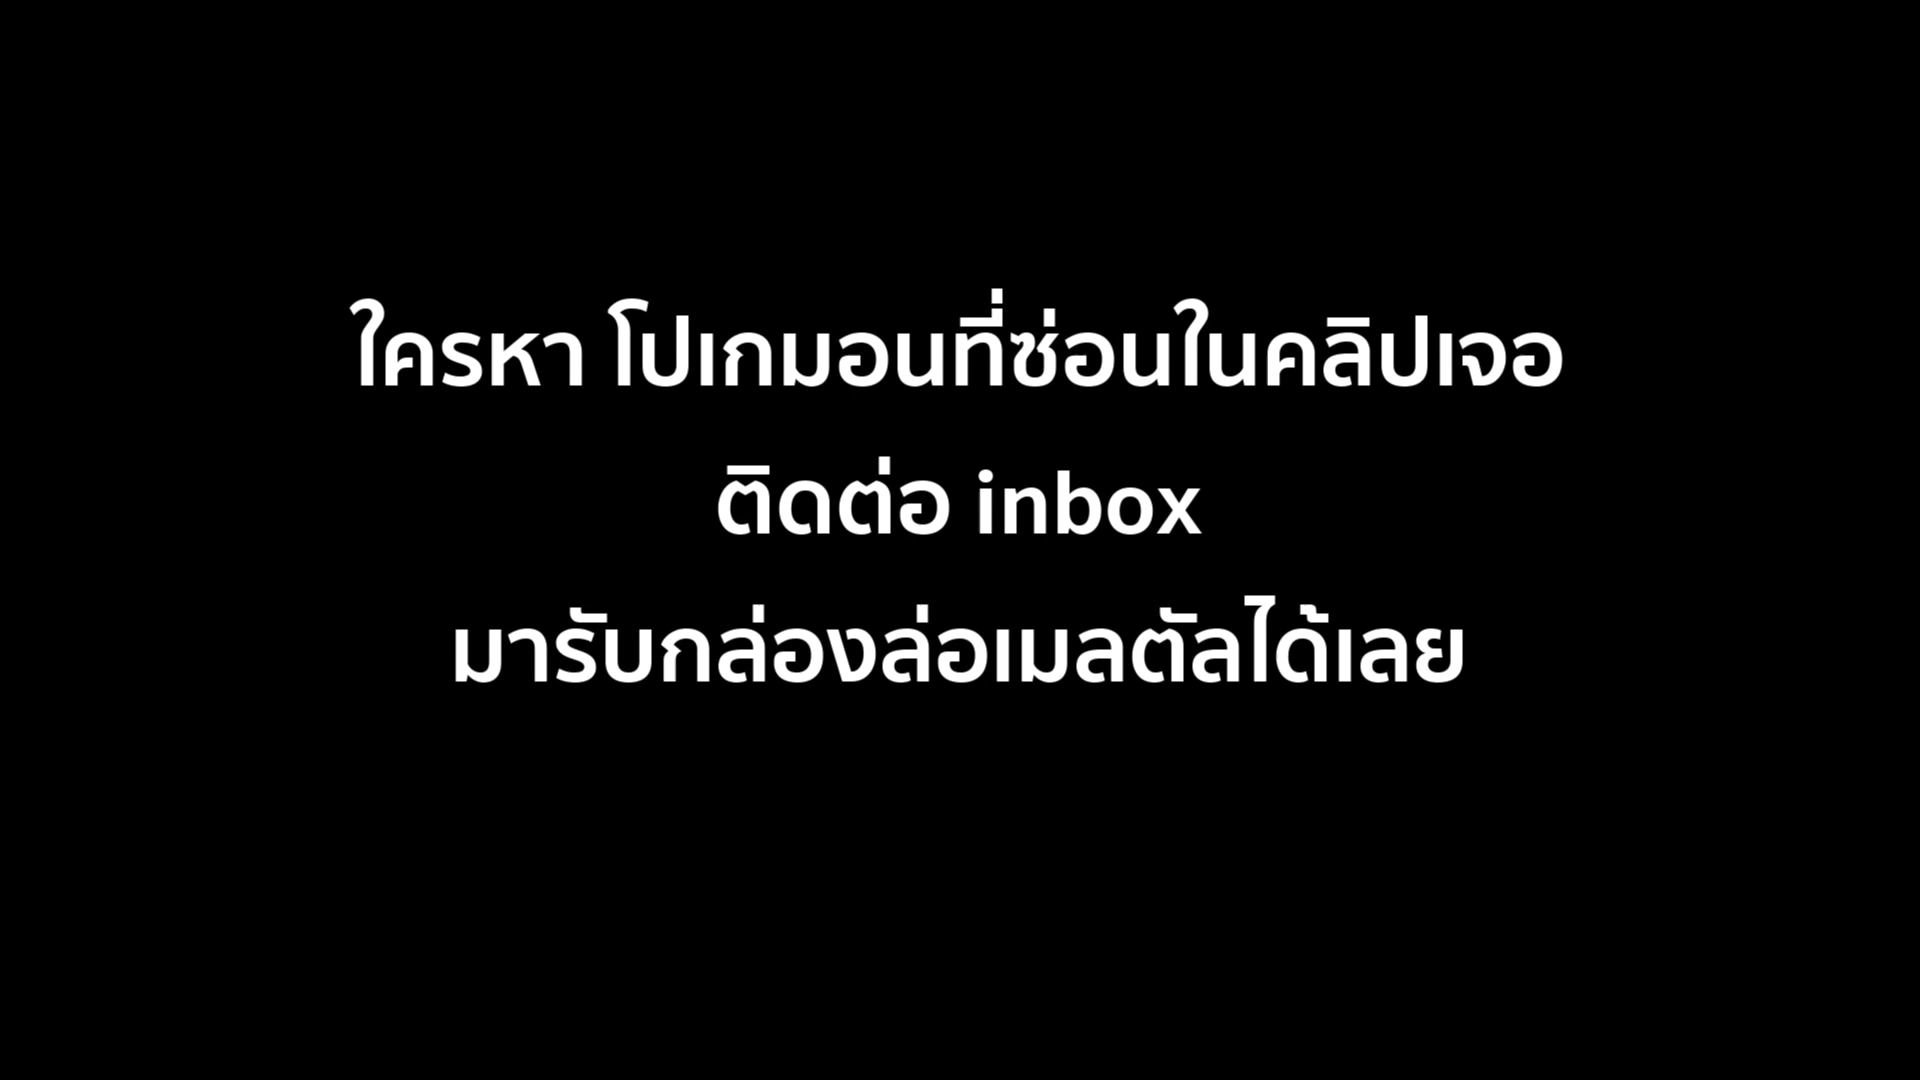 ใครหา โปเกมอนที่ซ่อนในคลิปเจอ
ติดต่อ inbox
มารับกล่องล่อเมลตัลได้เลย